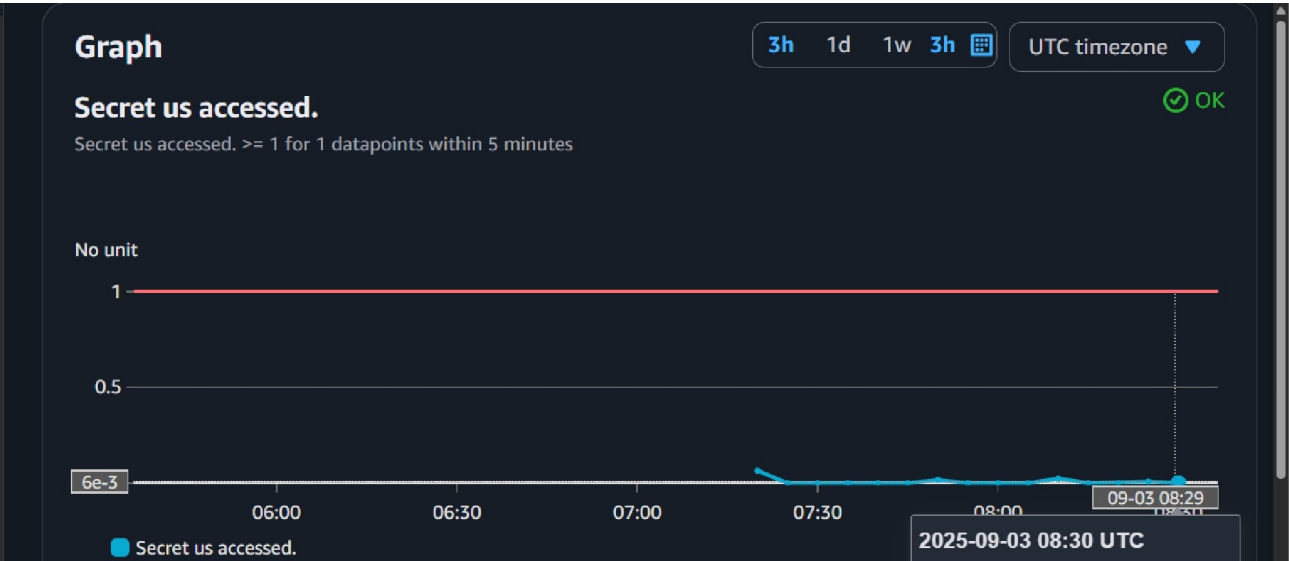 Graph
3h 1d 1w 3h UTC timezone
Secret us accessed.
OK
Secret us accessed. >= 1 for 1 datapoints within 5 minutes
No unit
1
0.5
6e-3
09-03 08:29
06:00 06:30 07:00 07:30 08:00 08:30
Secret us accessed.
2025-09-03 08:30 UTC